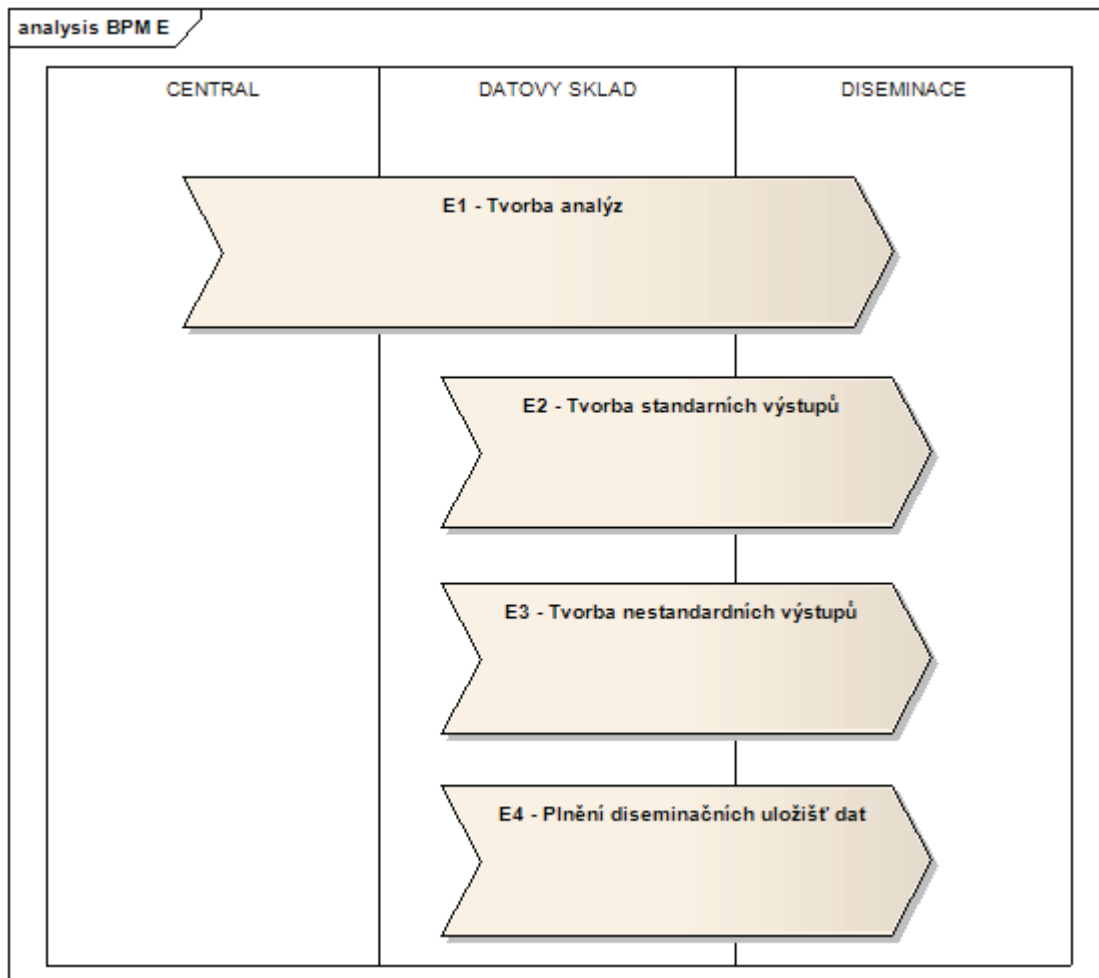 analysis BPM E
CENTRAL
DATOVY SKLAD
DISEMINACE
E1 - Tvorba analýz
E2 - Tvorba standarních výstupů
E3 - Tvorba nestandardních výstupů
E4 - Plnění diseminačních uložišť dat